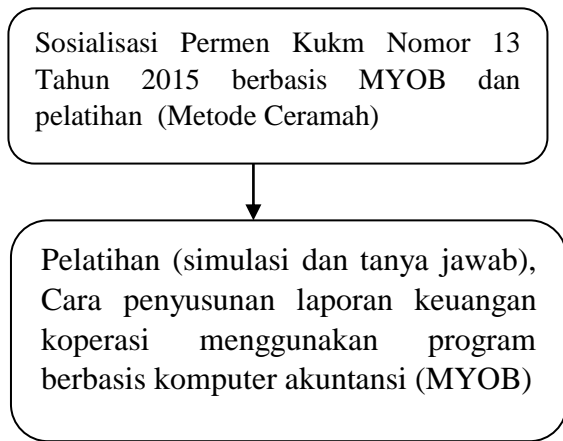 Sosialisasi Permen Kukm Nomor 13
Tahun 2015 berbasis MYOB dan
pelatihan (Metode Ceramah)
Pelatihan (simulasi dan tanya jawab),
Cara penyusunan laporan keuangan
koperasi menggunakan program
berbasis komputer akuntansi (MYOB)